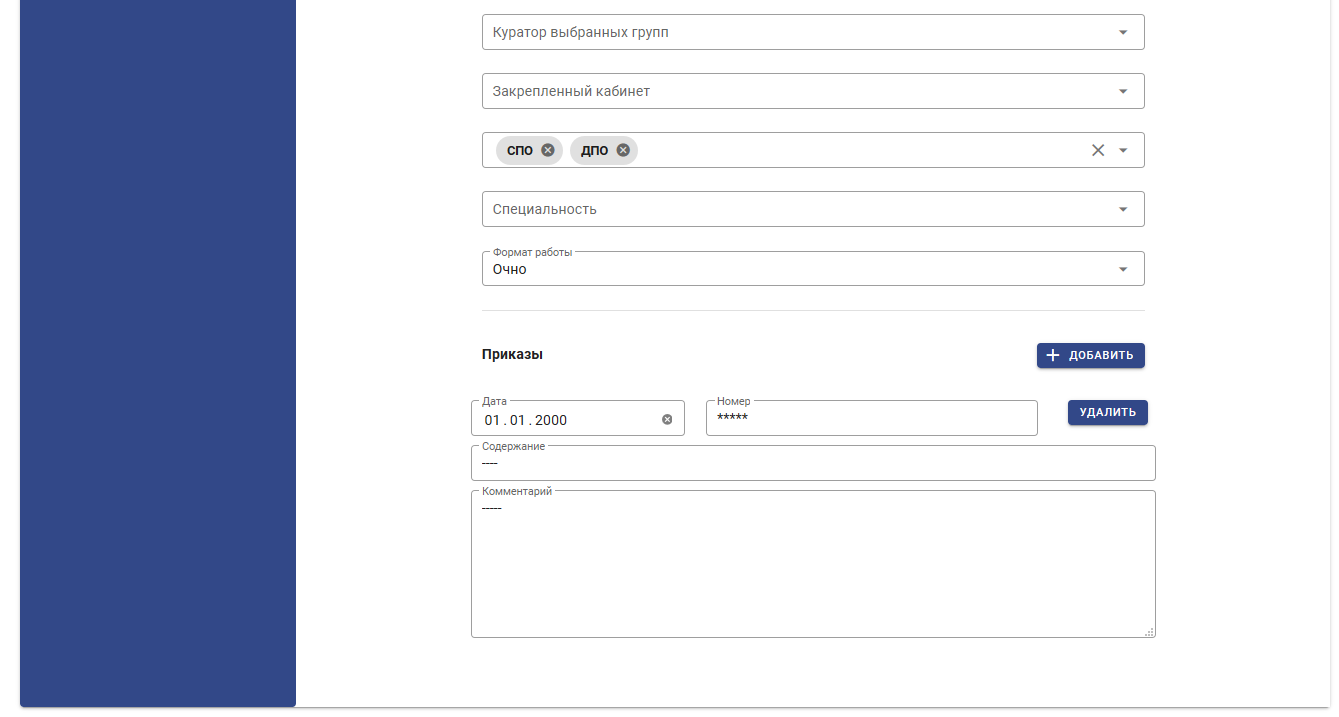 Куратор выбранных групп
Закрепленный кабинет
СПО ДПО
Специальность
Формат работы
Очно
Приказы
ДОБАВИТЬ
Дата
01.01.2000
Номер
*****
УДАЛИТЬ
Содержание
----
Комментарий
-----